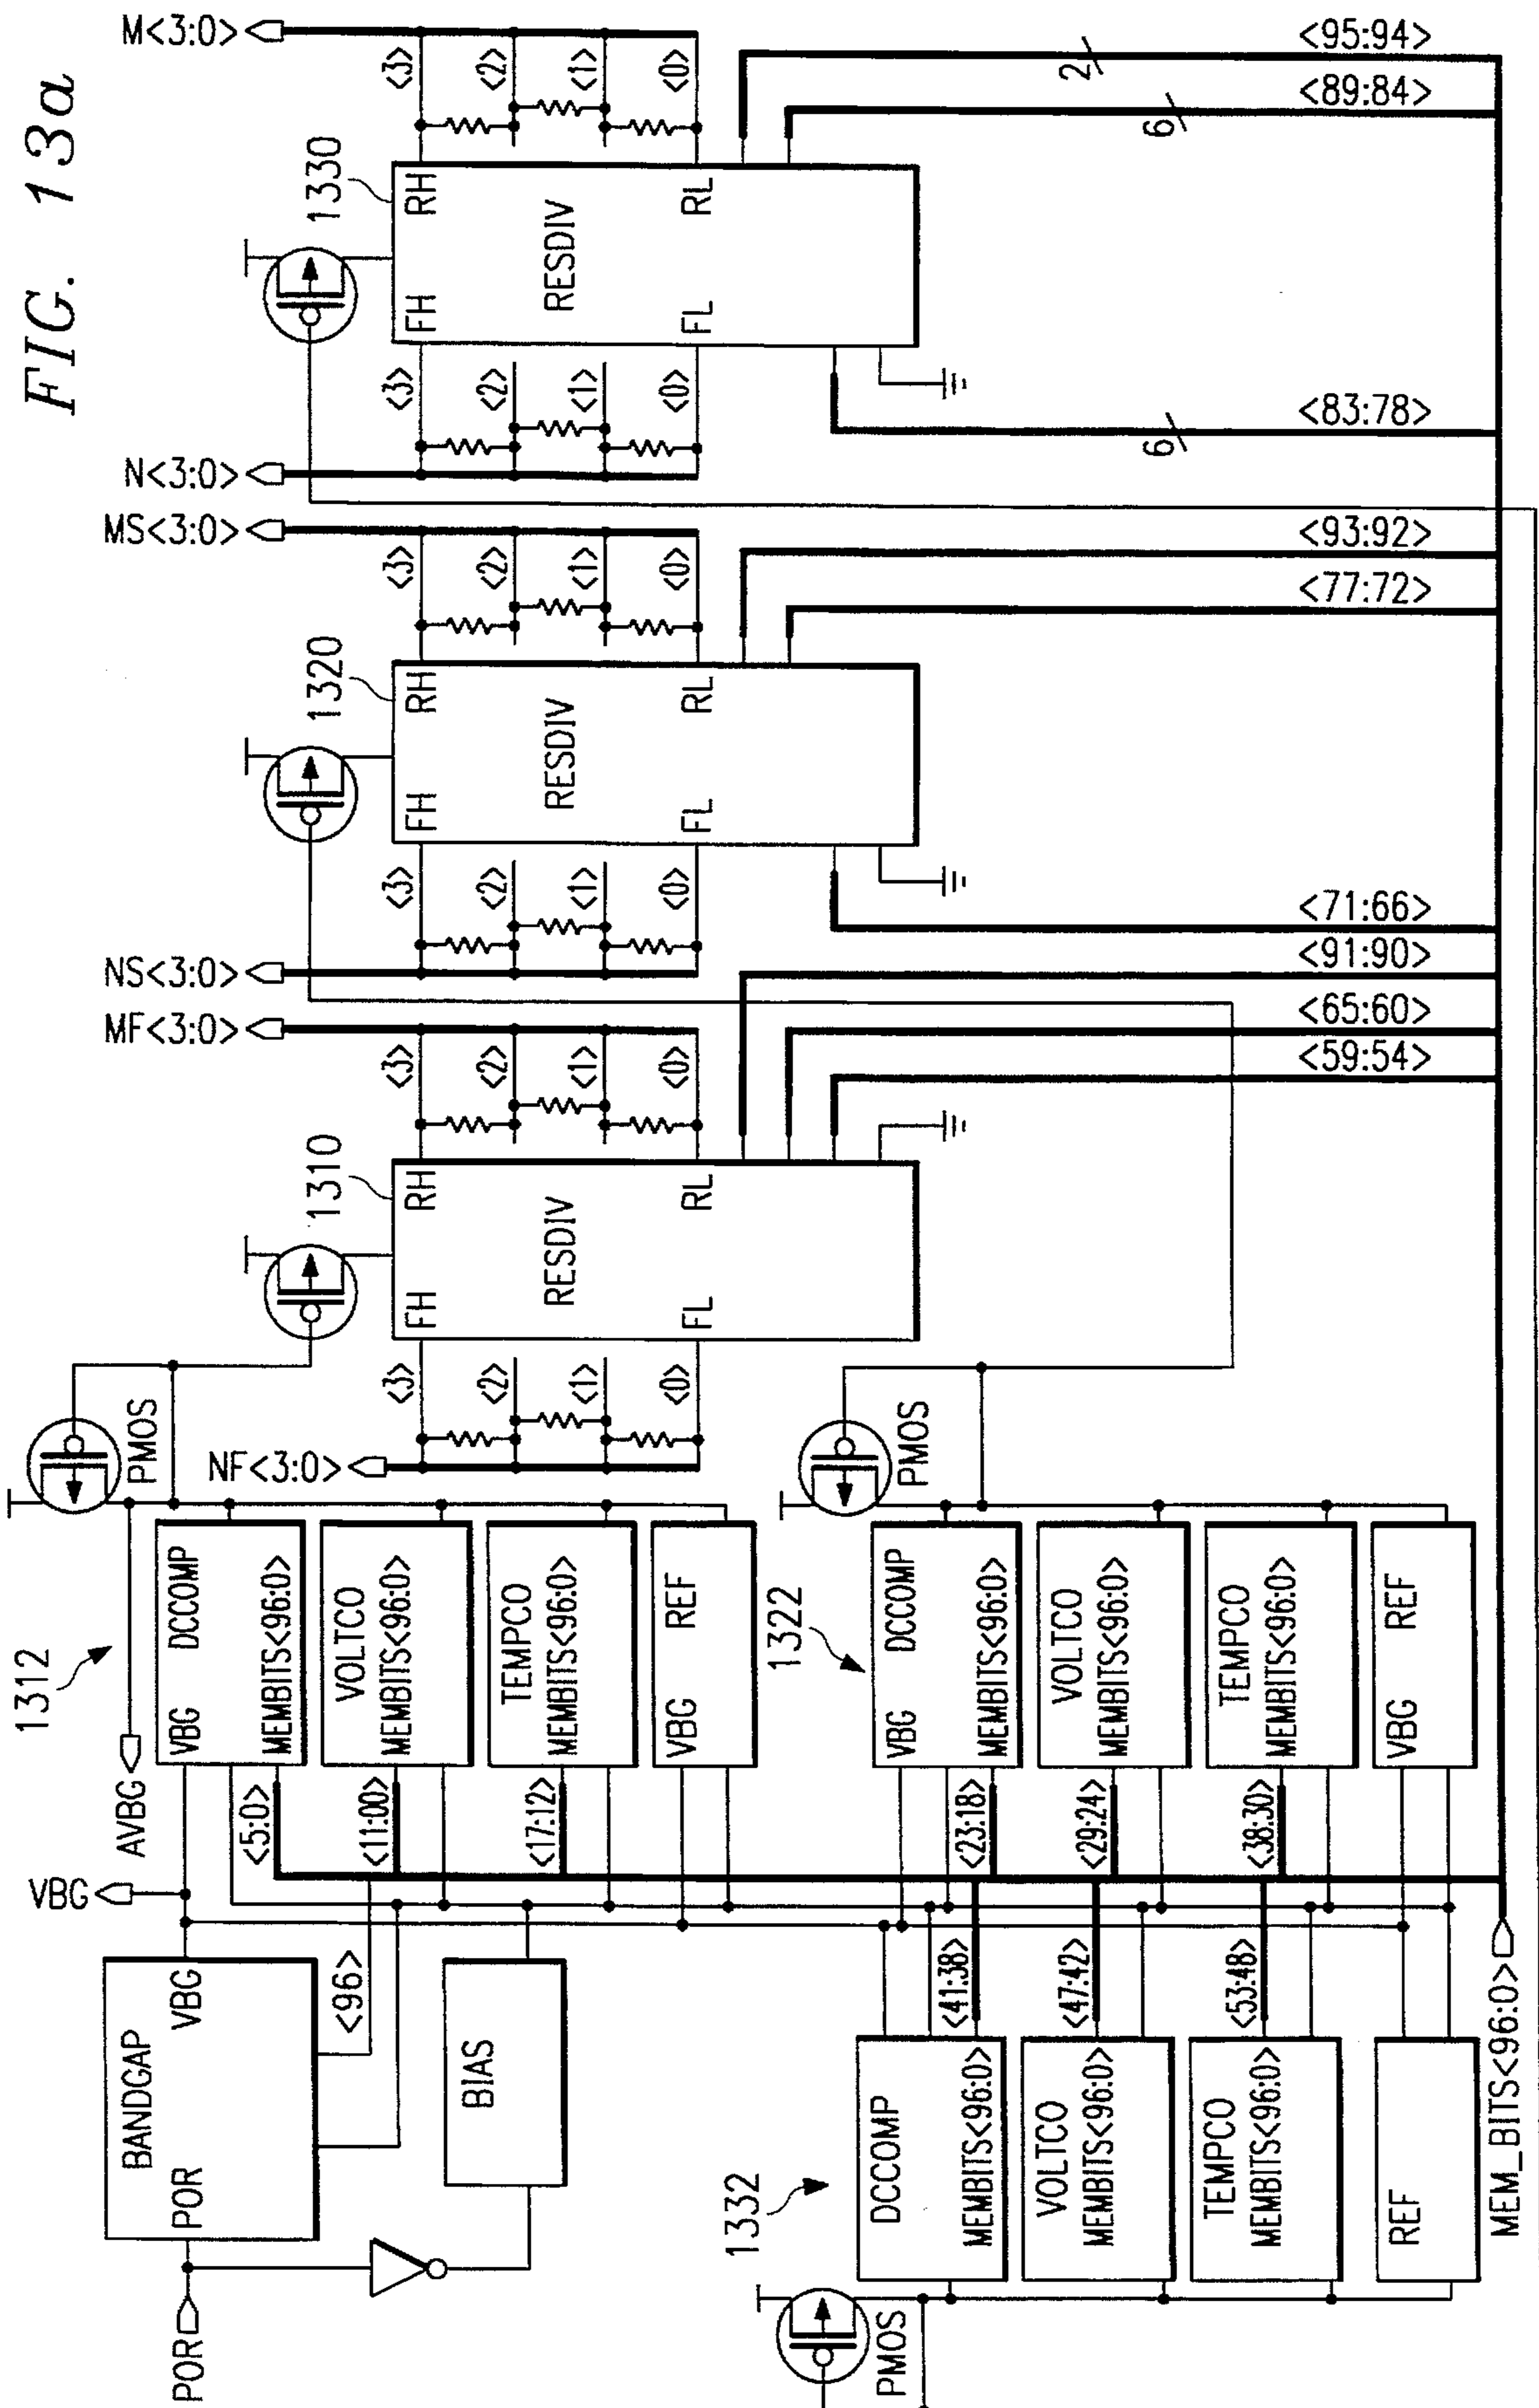 FIG. 13a
M<3:0>
<3>
<2>
<1>
<0>
2
<95:94>
6
<89:84>
1330
RH
RL
RESDIV
FH
FL
<3>
<2>
<1>
<0>
6
<83:78>
N<3:0>
MS<3:0>
<3>
<2>
<1>
<0>
<93:92>
<77:72>
1320
RH
RL
RESDIV
FH
FL
<3>
<2>
<1>
<0>
<71:66>
NS<3:0>
<91:90>
MF<3:0>
<3>
<2>
<1>
<0>
<65:60>
<59:54>
1310
RH
RL
RESDIV
FH
FL
<3>
<2>
<1>
<0>
NF<3:0>
PMOS
PMOS
1312
VBG DCCOMP
MEMBITS<96:0>
VOLTCO
MEMBITS<96:0>
TEMPCO
MEMBITS<96:0>
VBG REF
1322
VBG DCCOMP
MEMBITS<96:0>
VOLTCO
MEMBITS<96:0>
TEMPCO
MEMBITS<96:0>
VBG REF
AVBG
<5:0>
<11:00>
<17:12>
<23:18>
<29:24>
<38:30>
VBG
BANDGAP
POR
VBG
<96>
BIAS
<41:38>
<47:42>
<53:48>
1332
DCCOMP
MEMBITS<96:0>
VOLTCO
MEMBITS<96:0>
TEMPCO
MEMBITS<96:0>
REF
MEM_BITS<96:0>
POR
PMOS